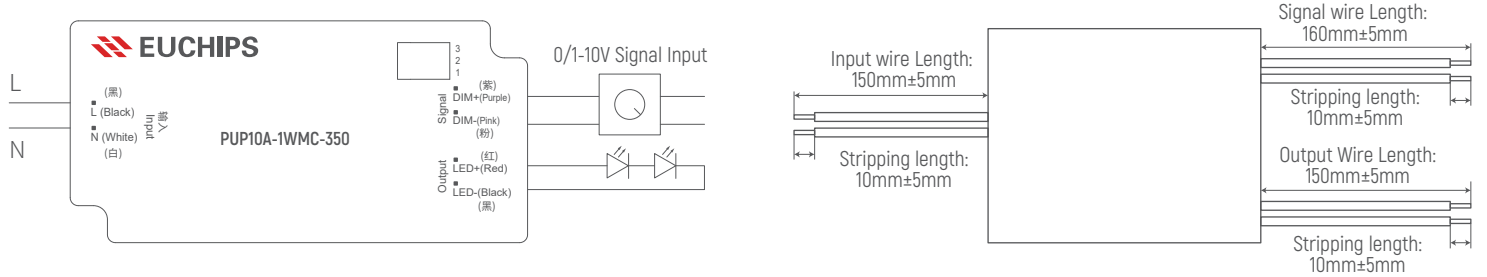 EUCHIPS
L
N
(黑)
L (Black)
N (White)
(白)
输入
Input
PUP10A-1WMC-350
3
2
1
Signal
(紫)
DIM+(Purple)
DIM-(Pink)
(粉)
Output
(红)
LED+(Red)
LED-(Black)
(黑)
0/1-10V Signal Input
Input wire Length:
150mm±5mm
Stripping length:
10mm±5mm
Signal wire Length:
160mm±5mm
Stripping length:
10mm±5mm
Output Wire Length:
150mm±5mm
Stripping length:
10mm±5mm